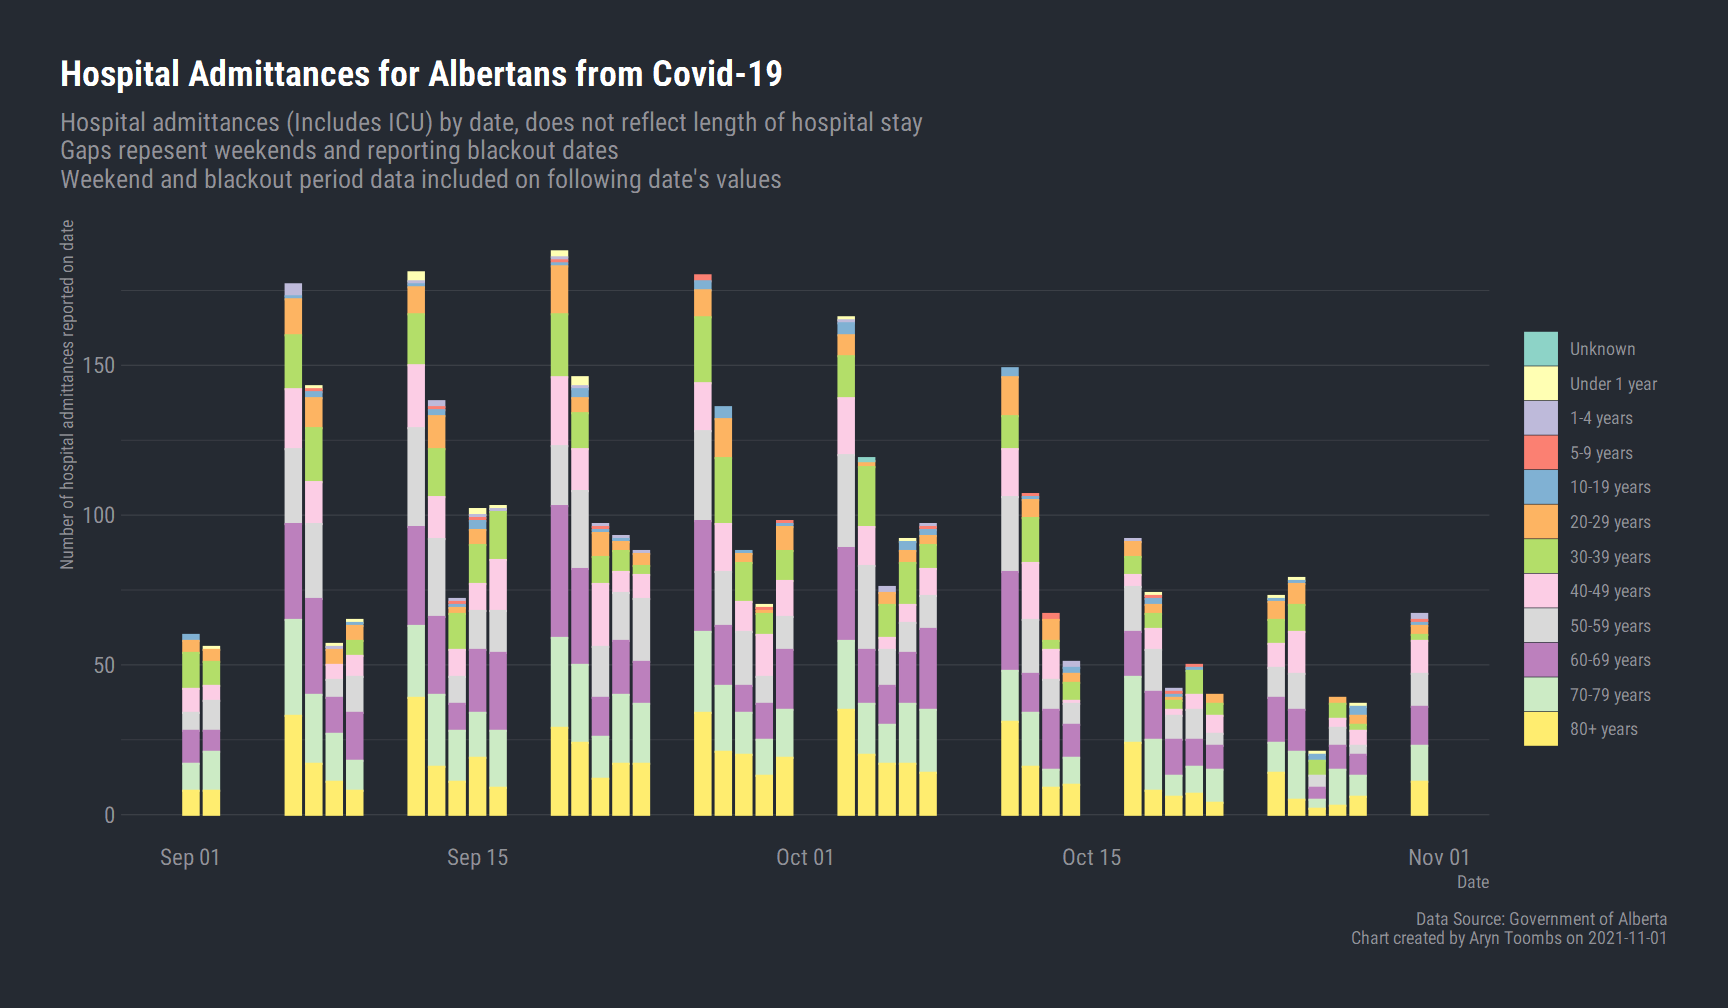 Hospital Admittances for Albertans from Covid-19
Hospital admittances (Includes ICU) by date, does not reflect length of hospital stay
Gaps repesent weekends and reporting blackout dates
Weekend and blackout period data included on following date's values
Number of hospital admittances reported on date
150
100
50
0
Sep 01
Sep 15
Oct 01
Oct 15
Nov 01
Date
Unknown
Under 1 year
1-4 years
5-9 years
10-19 years
20-29 years
30-39 years
40-49 years
50-59 years
60-69 years
70-79 years
80+ years
Data Source: Government of Alberta
Chart created by Aryn Toombs on 2021-11-01